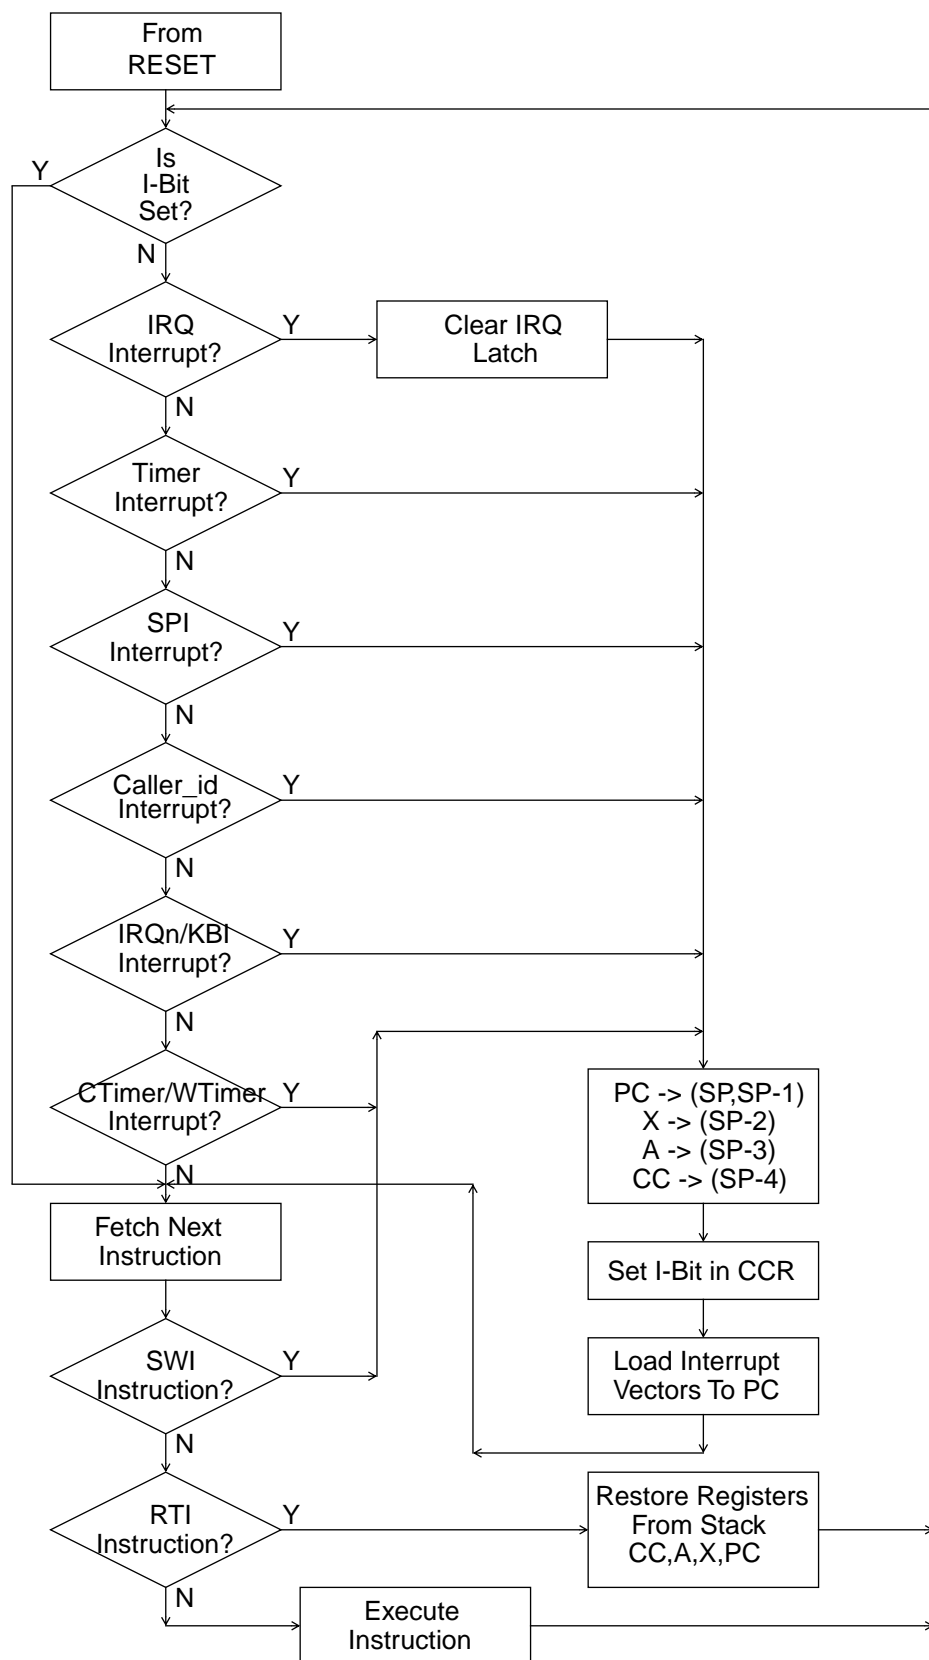 From
RESET
Y
Is
I-Bit
Set?
N
IRQ
Interrupt?
Y
Clear IRQ
Latch
N
Timer
Interrupt?
Y
N
SPI
Interrupt?
Y
N
Caller_id
Interrupt?
Y
N
IRQn/KBI
Interrupt?
Y
N
CTimer/WTimer
Interrupt?
Y
N
PC -> (SP,SP-1)
X -> (SP-2)
A -> (SP-3)
CC -> (SP-4)
Fetch Next
Instruction
Set I-Bit in CCR
SWI
Instruction?
Y
Load Interrupt
Vectors To PC
N
RTI
Instruction?
Y
Restore Registers
From Stack
CC,A,X,PC
N
Execute
Instruction